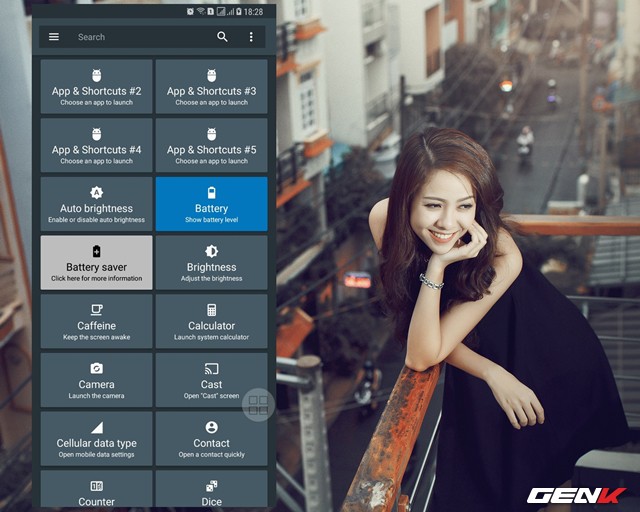 18:28
Search
App & Shortcuts #2
Choose an app to launch
App & Shortcuts #3
Choose an app to launch
App & Shortcuts #4
Choose an app to launch
App & Shortcuts #5
Choose an app to launch
Auto brightness
Enable or disable auto brightness
Battery
Show battery level
Battery saver
Click here for more information
Brightness
Adjust the brightness
Caffeine
Keep the screen awake
Calculator
Launch system calculator
Camera
Launch the camera
Cast
Open "Cast" screen
Cellular data type
Open mobile data settings
Contact
Open a contact quickly
Counter
Dice
GENK